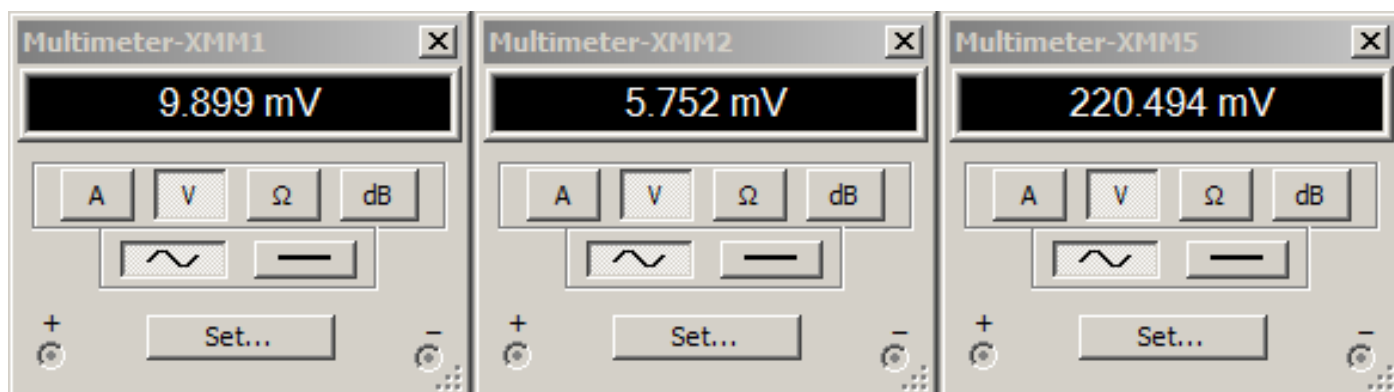 Multimeter-XMM1
9.899 mV
A V Ω dB
+ Set... −
Multimeter-XMM2
5.752 mV
A V Ω dB
+ Set... −
Multimeter-XMM5
220.494 mV
A V Ω dB
+ Set... −